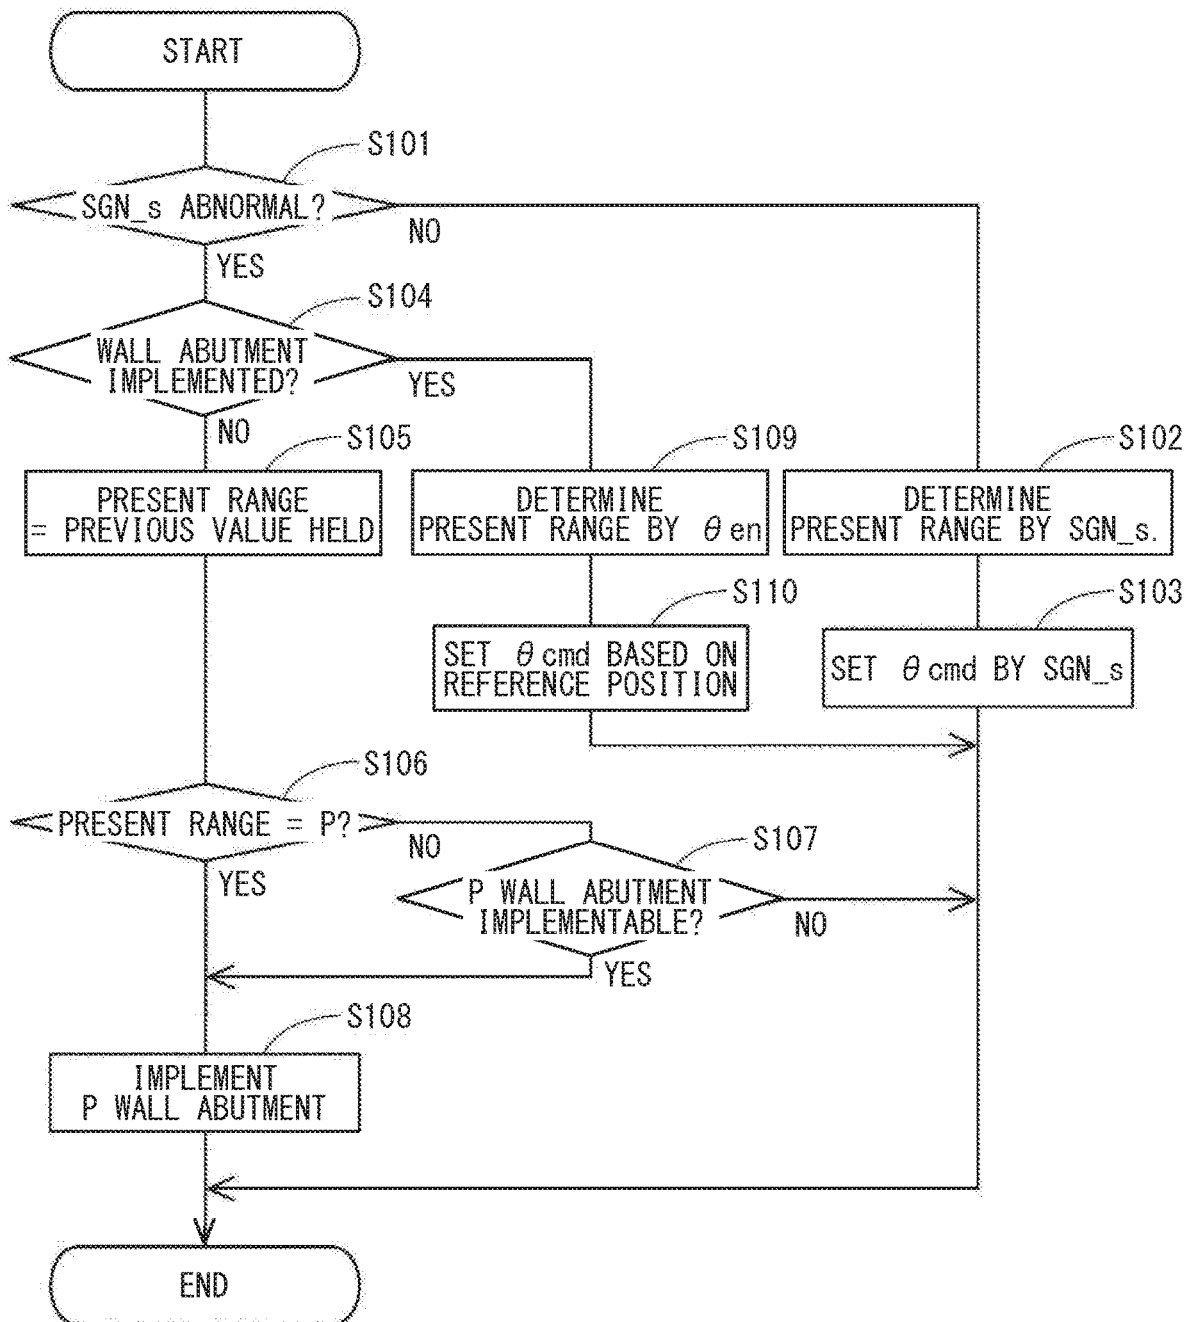 START
S101
SGN_s ABNORMAL?
NO
YES
S104
WALL ABUTMENT
IMPLEMENTED?
YES
NO
S105
PRESENT RANGE
= PREVIOUS VALUE HELD
S109
DETERMINE
PRESENT RANGE BY θen
S102
DETERMINE
PRESENT RANGE BY SGN_s.
S110
SET θcmd BASED ON
REFERENCE POSITION
S103
SET θcmd BY SGN_s
S106
PRESENT RANGE = P?
NO
YES
S107
P WALL ABUTMENT
IMPLEMENTABLE?
NO
YES
S108
IMPLEMENT
P WALL ABUTMENT
END